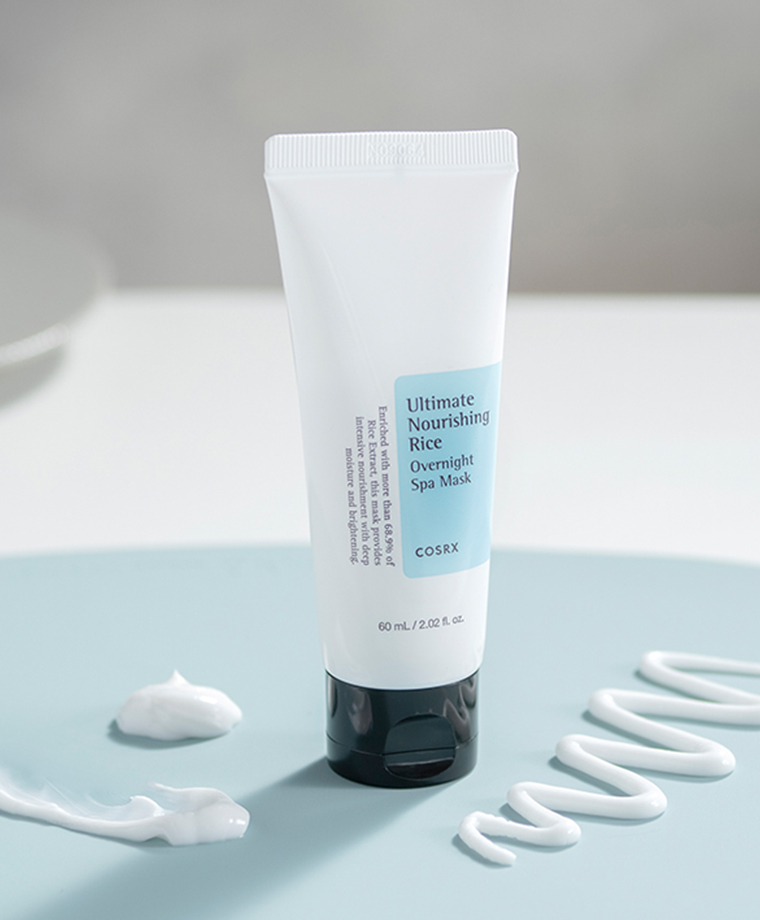 Ultimate
Nourishing
Rice
Overnight
Spa Mask
COSRX
Enriched with more than 68.9% of
Rice Extract, this mask provides
intensive nourishment with deep
moisture and brightening.
60 mL / 2.02 fl. oz.